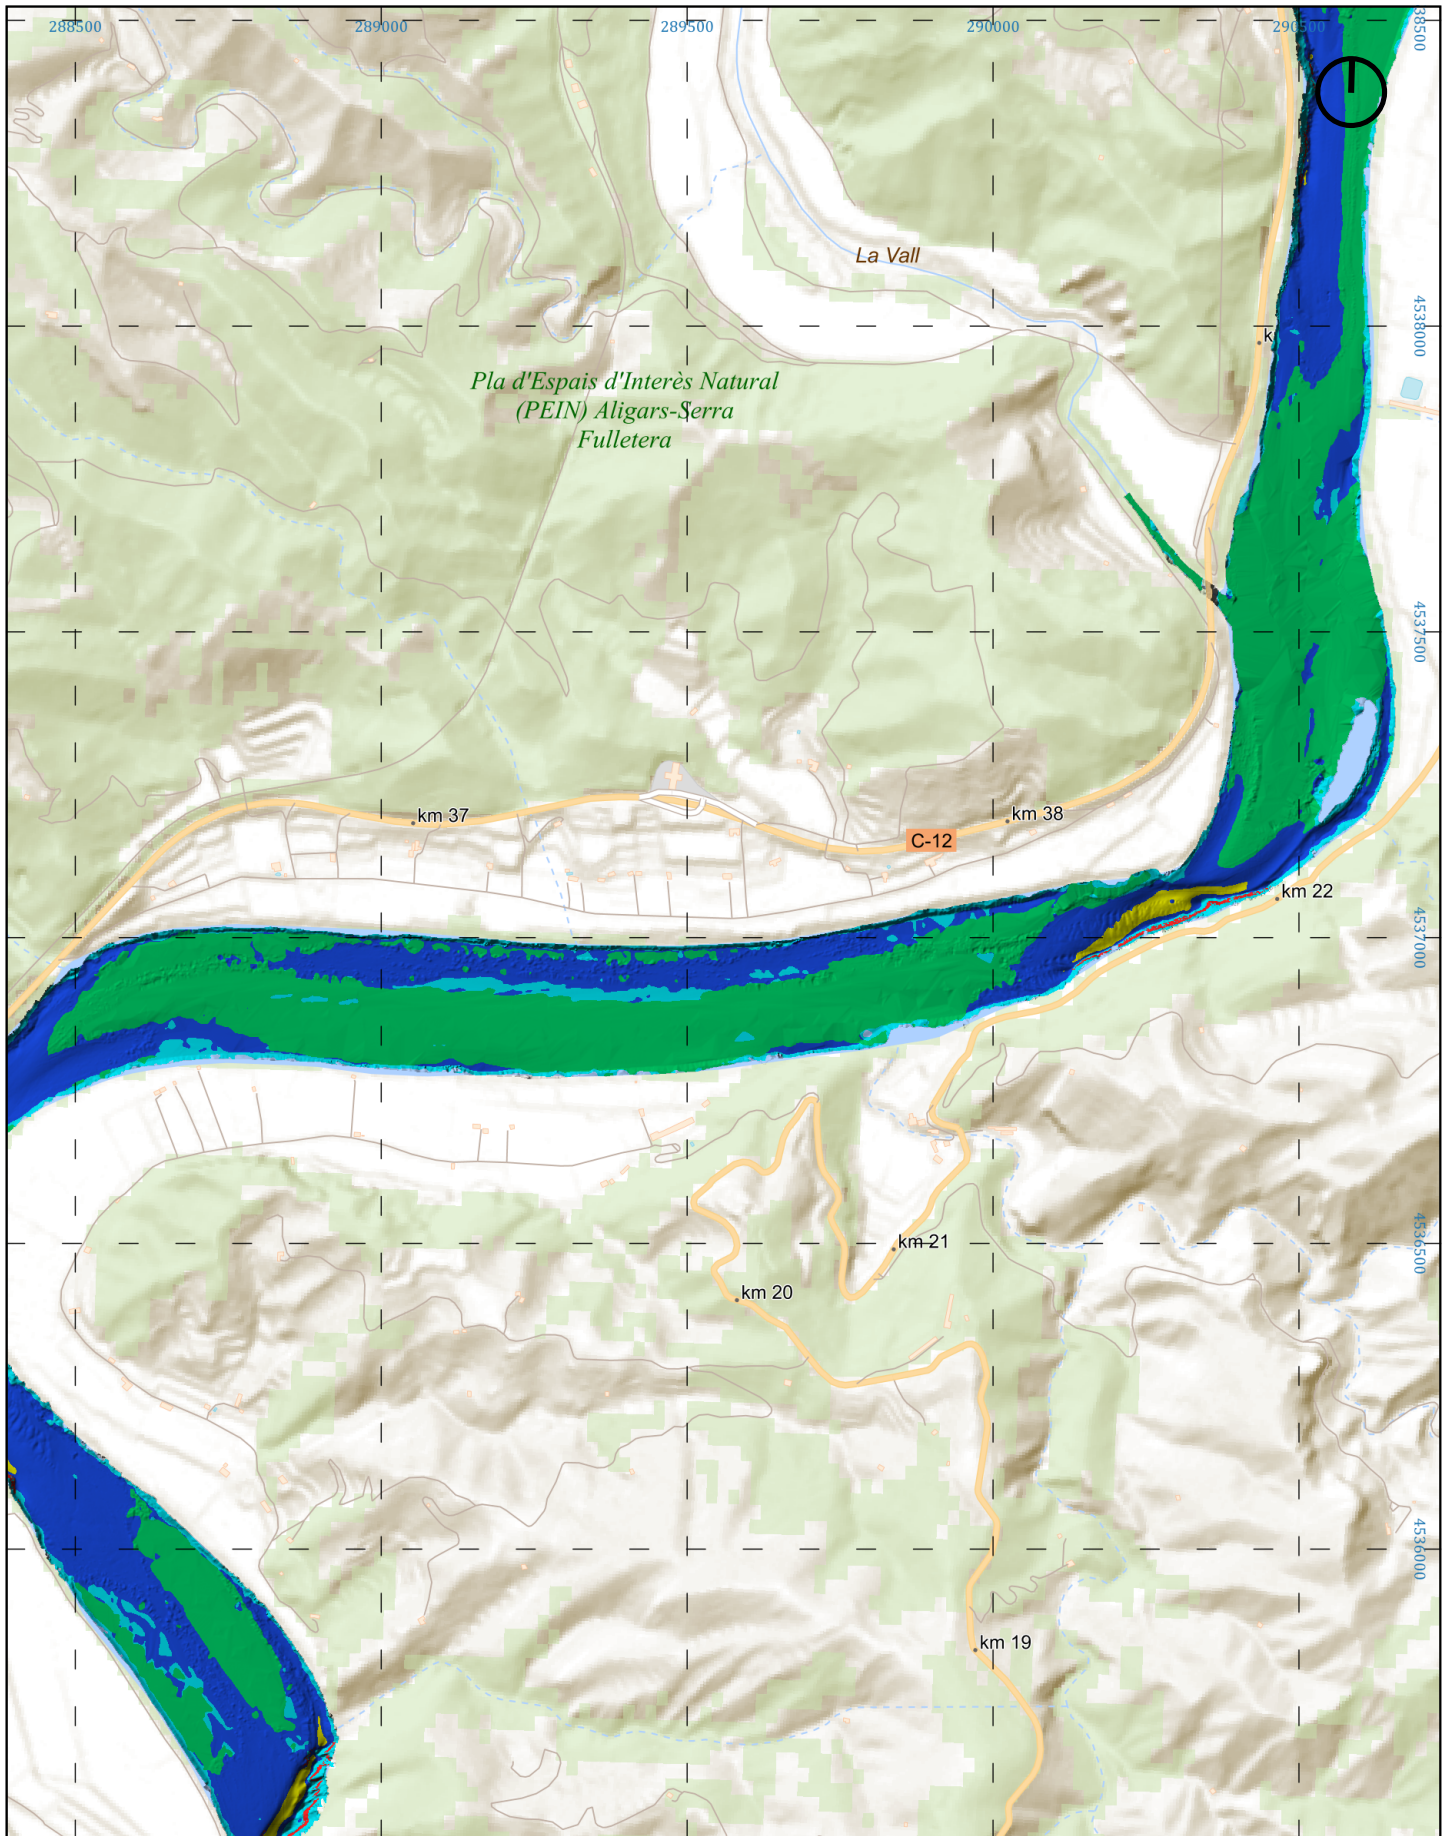 288500
289000
289500
290000
290500
38500
La Vall
4538000
k
Pla d'Espais d'Interès Natural
(PEIN) Aligars-Serra
Fulletera
4537500
km 37
km 38
C-12
km 22
4537000
km 21
4536500
km 20
4536000
km 19